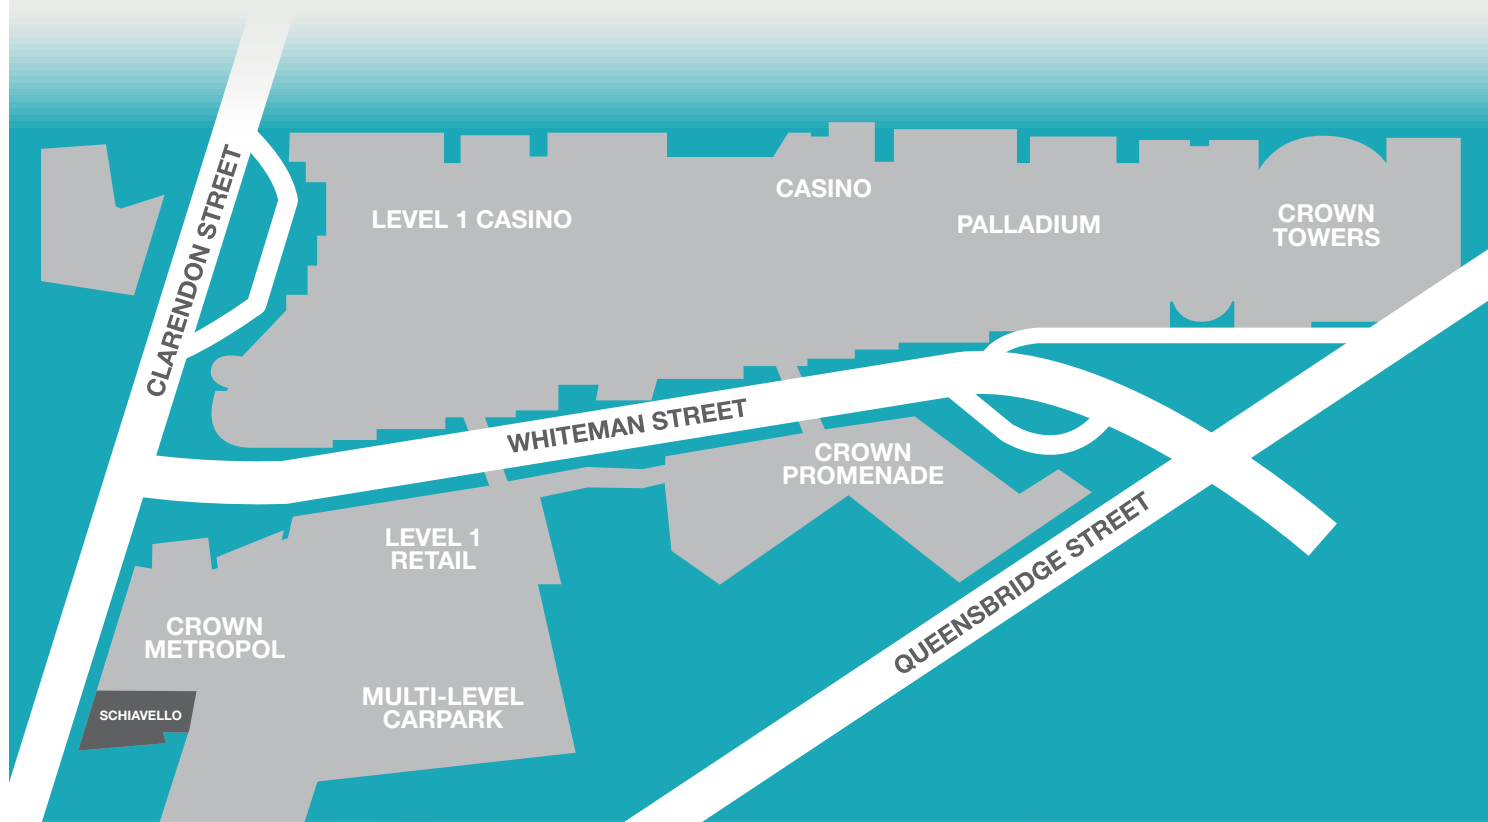 CLARENDON STREET
LEVEL 1 CASINO
CASINO
PALLADIUM
CROWN
TOWERS
WHITEMAN STREET
CROWN
PROMENADE
QUEENSBRIDGE STREET
LEVEL 1
RETAIL
CROWN
METROPOL
SCHIAVELLO
MULTI-LEVEL
CARPARK